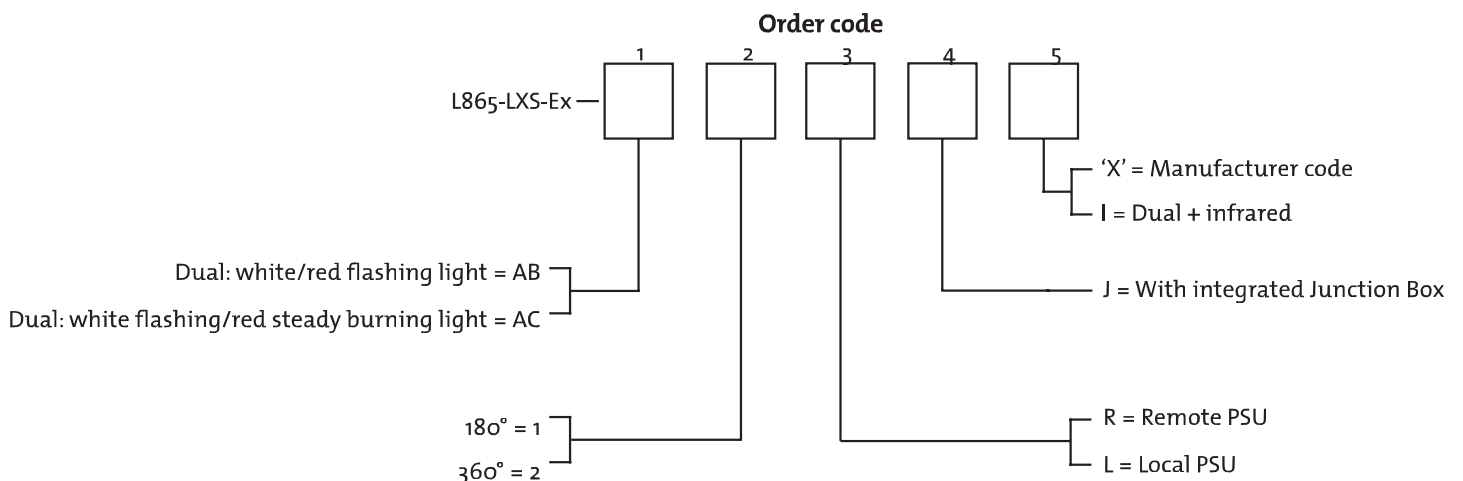 Order code
1 2 3 4 5
L865-LXS-Ex
‘X’ = Manufacturer code
I = Dual + infrared
Dual: white/red flashing light = AB
J = With integrated Junction Box
Dual: white flashing/red steady burning light = AC
180° = 1
R = Remote PSU
360° = 2
L = Local PSU